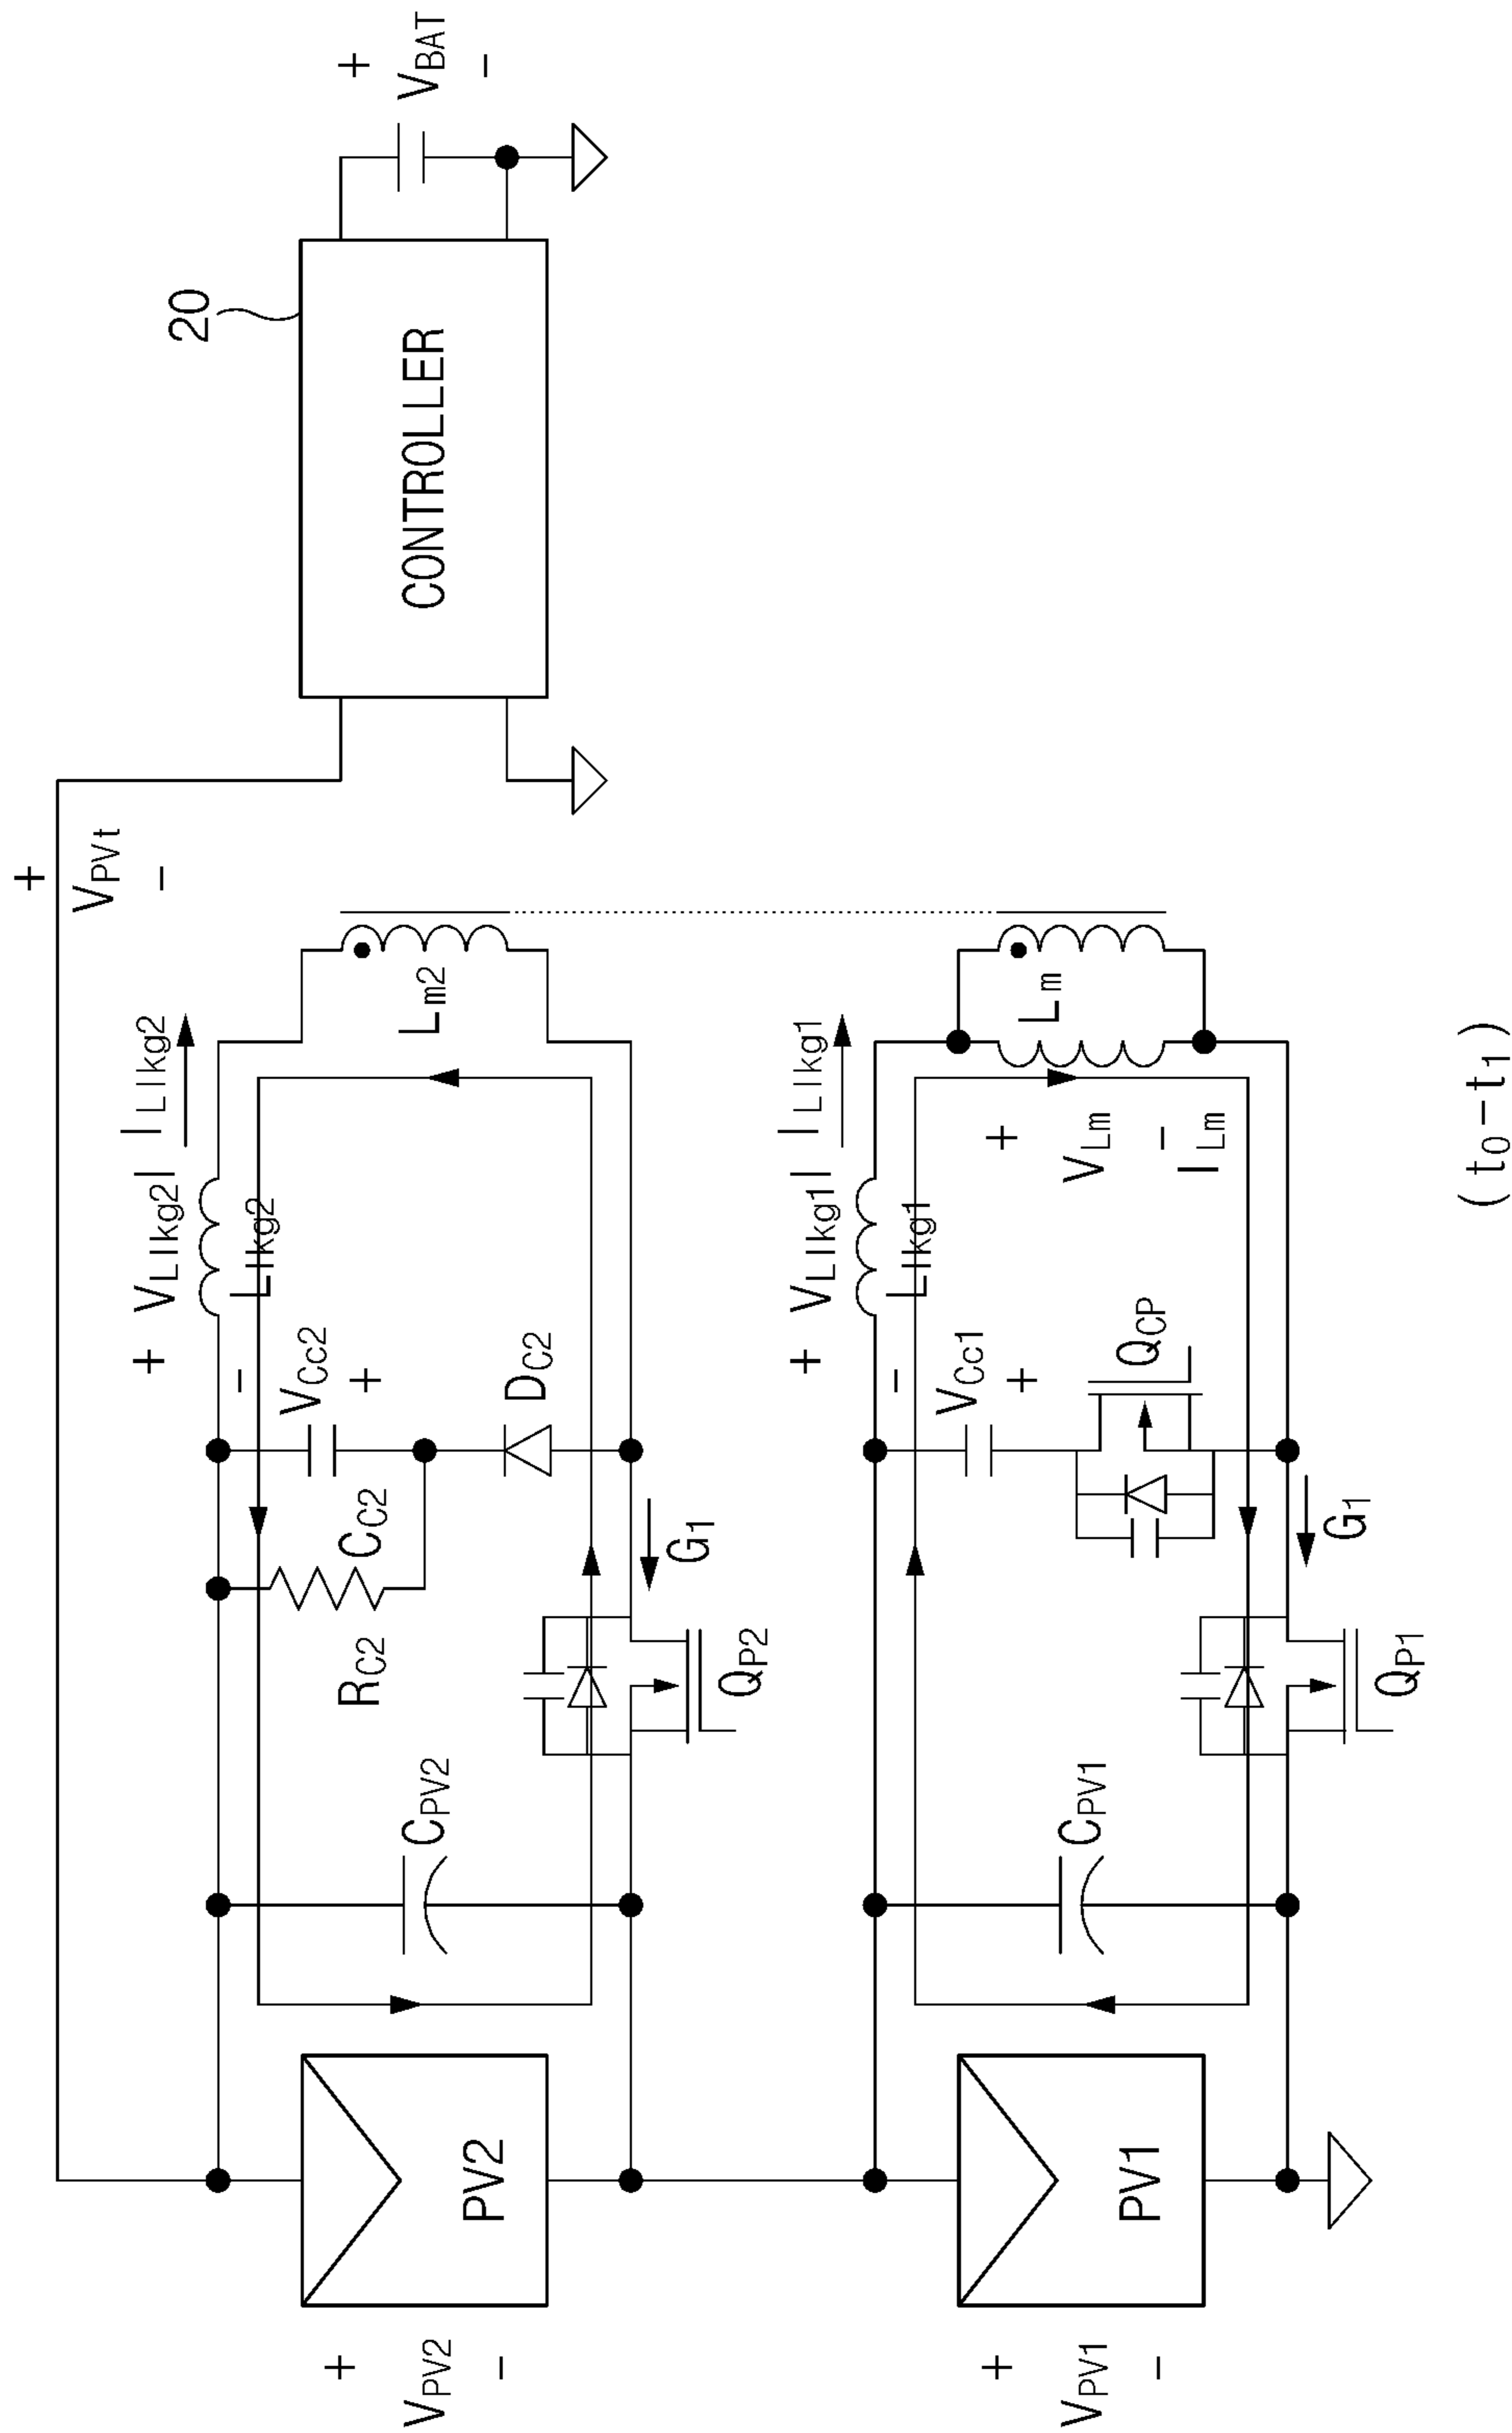 +
V_PVt
-
20
CONTROLLER
+
V_BAT
-
+ V_Llkg2 -
I_Llkg2
L_lkg2
-
V_Cc2
+
C_C2
R_C2
D_C2
L_m2
+
V_PV2
-
PV2
C_PV2
Q_P2
G_1
+ V_Llkg1 -
I_Llkg1
L_lkg1
-
V_Cc1
+
Q_CP
+
V_Lm
-
I_Lm
L_m
+
V_PV1
-
PV1
C_PV1
Q_P1
G_1
(t_0-t_1)